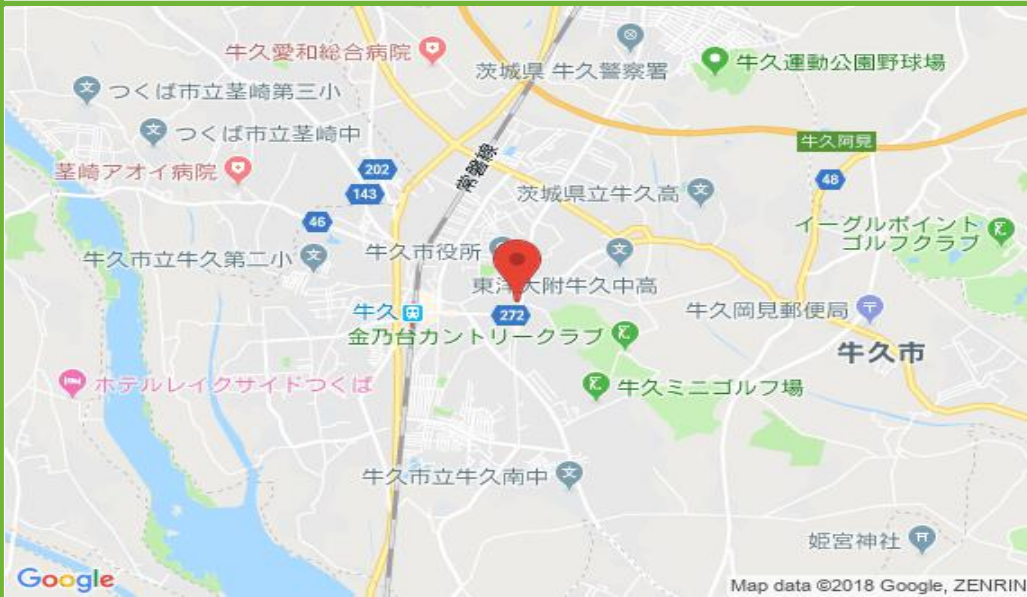 牛久愛和総合病院
茨城県 牛久警察署
牛久運動公園野球場
つくば市立茎崎第三小
つくば市立茎崎中
牛久阿見
茎崎アオイ病院
202
常磐線
48
143
茨城県立牛久高
46
イーグルポイント
ゴルフクラブ
牛久市役所
牛久市立牛久第二小
東洋大附牛久中高
牛久
272
牛久岡見郵便局
金乃台カントリークラブ
牛久市
ホテルレイクサイドつくば
牛久ミニゴルフ場
牛久市立牛久南中
姫宮神社
Google
Map data ©2018 Google, ZENRIN